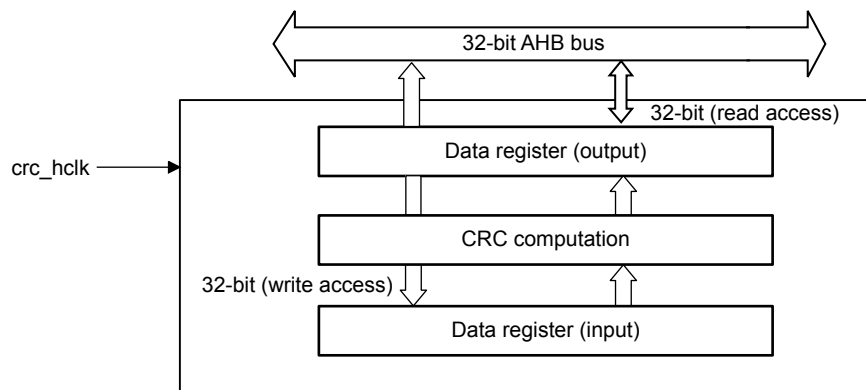 32-bit AHB bus
32-bit (read access)
Data register (output)
crc_hclk
CRC computation
32-bit (write access)
Data register (input)